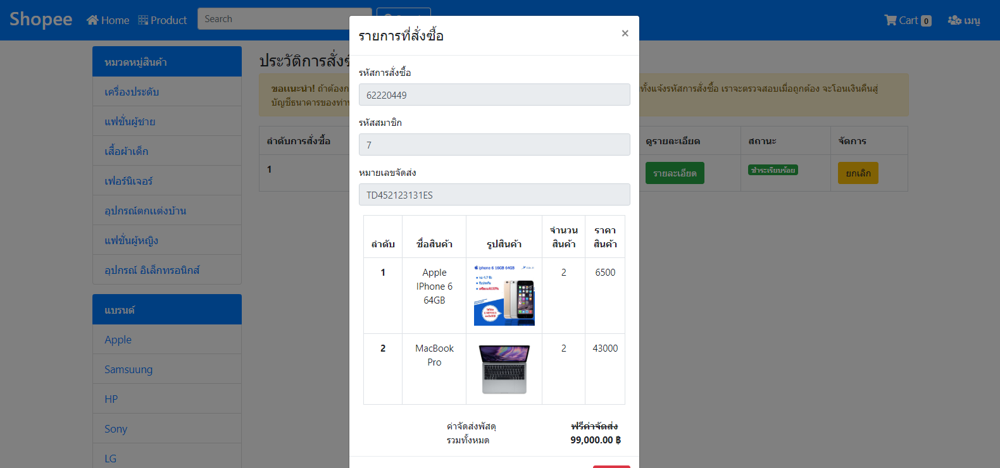 Shopee
Home
Product
Search
Cart 0
เมนู
หมวดหมู่สินค้า
เครื่องประดับ
แฟชั่นผู้ชาย
เสื้อผ้าเด็ก
เฟอร์นิเจอร์
อุปกรณ์ตกแต่งบ้าน
แฟชั่นผู้หญิง
อุปกรณ์ อิเล็กทรอนิกส์
แบรนด์
Apple
Samsuung
HP
Sony
LG
ประวัติการสั่งซื้
ขอแนะนำ! ถ้าต้องก
ทั้งแจ้งรหัสการสั่งซื้อ เราจะตรวจสอบเมื่อถูกต้อง จะโอนเงินคืนสู่
บัญชีธนาคารของท่าน
ลำดับการสั่งซื้อ
ดูรายละเอียด
สถานะ
จัดการ
1
รายละเอียด
ชำระเรียบร้อย
ยกเลิก
รายการที่สั่งซื้อ
×
รหัสการสั่งซื้อ
62220449
รหัสสมาชิก
7
หมายเลขจัดส่ง
TD452123131ES
ลำดับ
ชื่อสินค้า
รูปสินค้า
จำนวน
สินค้า
ราคา
สินค้า
1
Apple
IPhone 6
64GB
iphone 6 16GB 64GB
2
6500
2
MacBook
Pro
2
43000
ค่าจัดส่งพัสดุ
ฟรีค่าจัดส่ง
รวมทั้งหมด
99,000.00 ฿